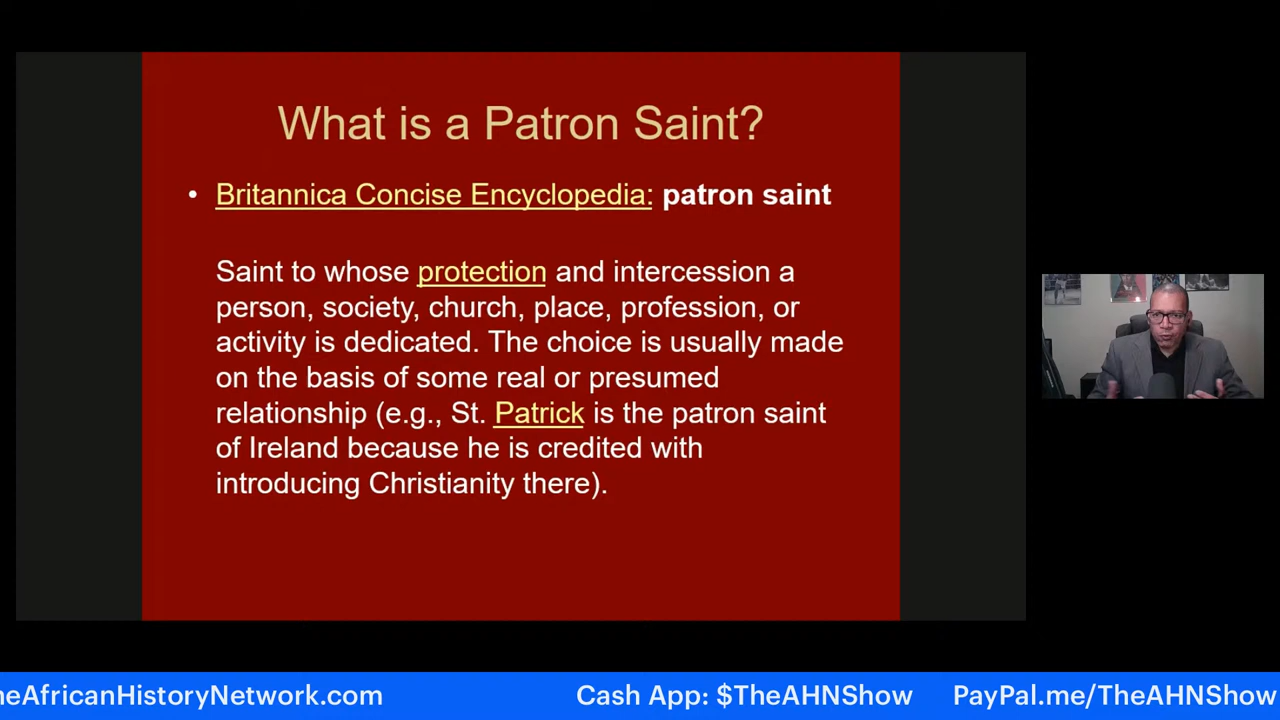 What is a Patron Saint?
• Britannica Concise Encyclopedia: patron saint
Saint to whose protection and intercession a
person, society, church, place, profession, or
activity is dedicated. The choice is usually made
on the basis of some real or presumed
relationship (e.g., St. Patrick is the patron saint
of Ireland because he is credited with
introducing Christianity there).
heAfricanHistoryNetwork.com Cash App: $TheAHNShow PayPal.me/TheAHNShow